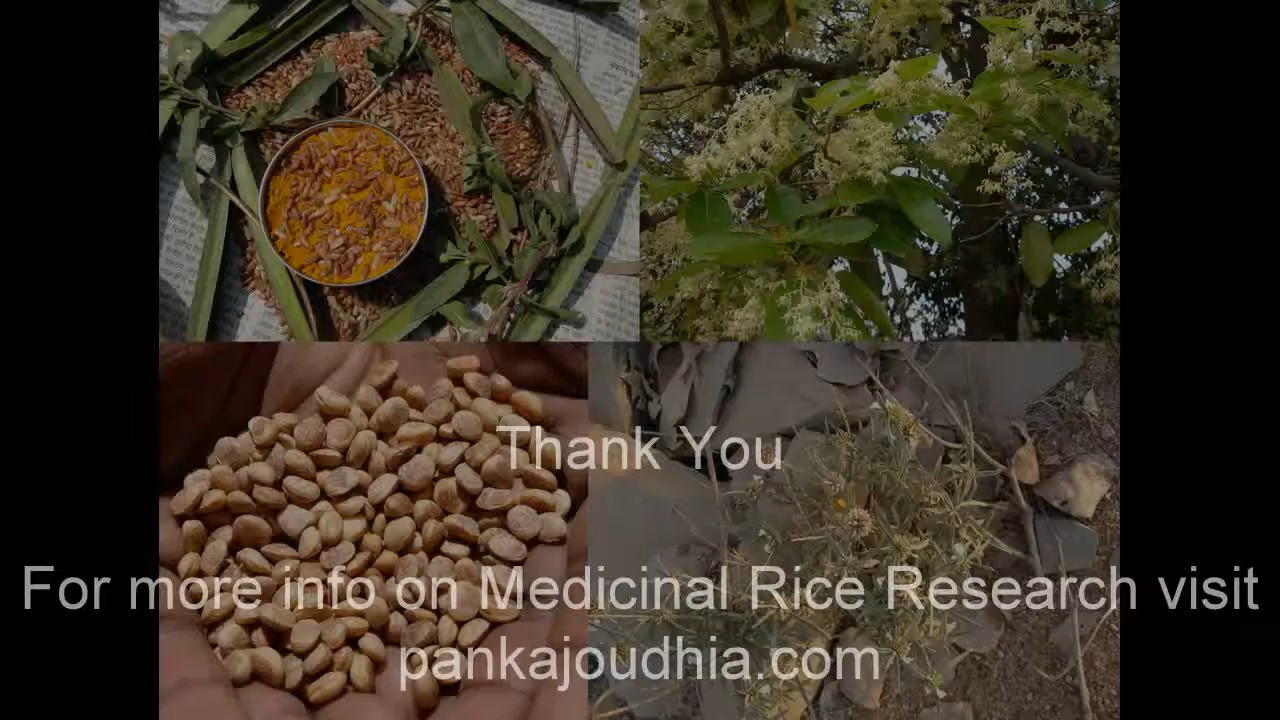 Thank You
For more info on Medicinal Rice Research visit
pankajoudhia.com